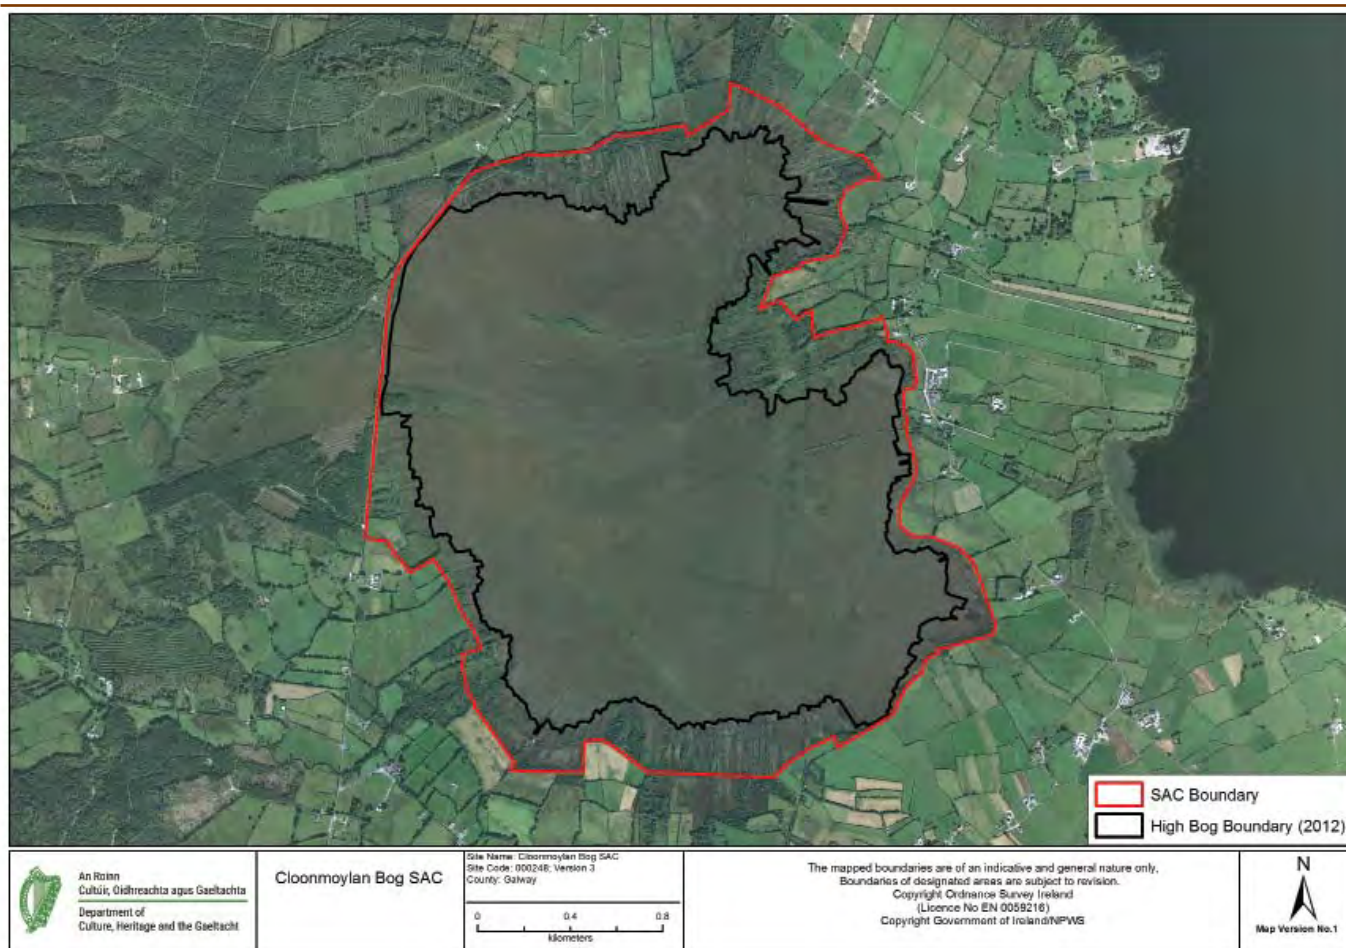 SAC Boundary
High Bog Boundary (2012)
An Roinn
Cultúir, Oidhreachta agus Gaeltachta
Department of
Culture, Heritage and the Gaeltacht
Cloonmoylan Bog SAC
Site Name: Cloonmoylan Bog SAC
Site Code: 000248; Version 3
County: Galway
0 0.4 0.8
kilometers
The mapped boundaries are of an indicative and general nature only.
Boundaries of designated areas are subject to revision.
Copyright Ordnance Survey Ireland
(Licence No EN 0059216)
Copyright Government of Ireland/NPWS
N
Map Version No.1